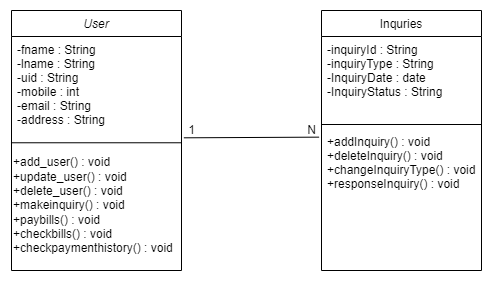 User
-fname : String
-lname : String
-uid : String
-mobile : int
-email : String
-address : String
+add_user() : void
+update_user() : void
+delete_user() : void
+makeinquiry() : void
+paybills() : void
+checkbills() : void
+checkpaymenthistory() : void
1
N
Inquries
-inquiryId : String
-inquiryType : String
-InquiryDate : date
-InquiryStatus : String
+addInquiry() : void
+deleteInquiry() : void
+changeInquiryType() : void
+responseInquiry() : void